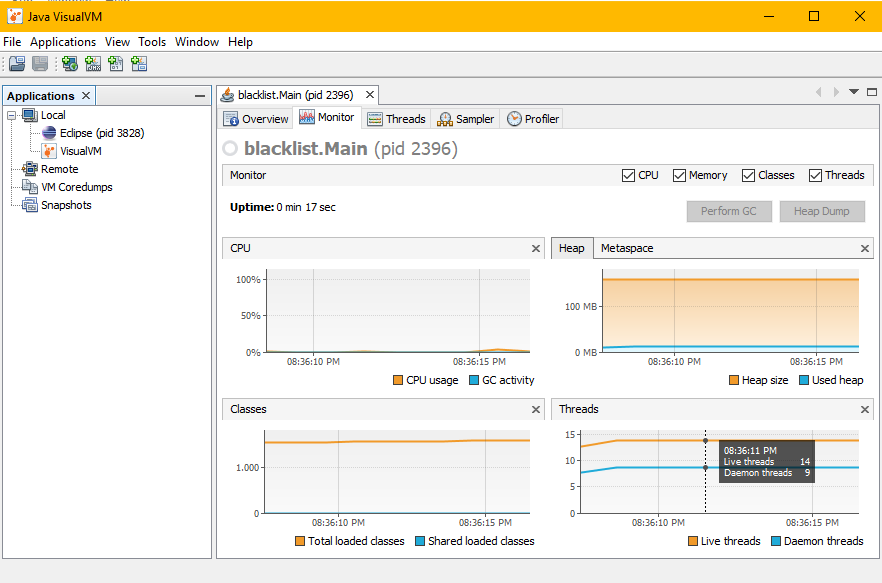 Java VisualVM
File Applications View Tools Window Help
Applications
Local
Eclipse (pid 3828)
VisualVM
Remote
VM Coredumps
Snapshots
blacklist.Main (pid 2396)
Overview Monitor Threads Sampler Profiler
blacklist.Main (pid 2396)
Monitor CPU Memory Classes Threads
Uptime: 0 min 17 sec
Perform GC Heap Dump
CPU
100%
50%
0%
08:36:10 PM 08:36:15 PM
CPU usage GC activity
Heap Metaspace
100 MB
0 MB
08:36:10 PM 08:36:15 PM
Heap size Used heap
Classes
1.000
0
08:36:10 PM 08:36:15 PM
Total loaded classes Shared loaded classes
Threads
15
10
5
0
08:36:11 PM
Live threads 14
Daemon threads 9
08:36:10 PM 08:36:15 PM
Live threads Daemon threads